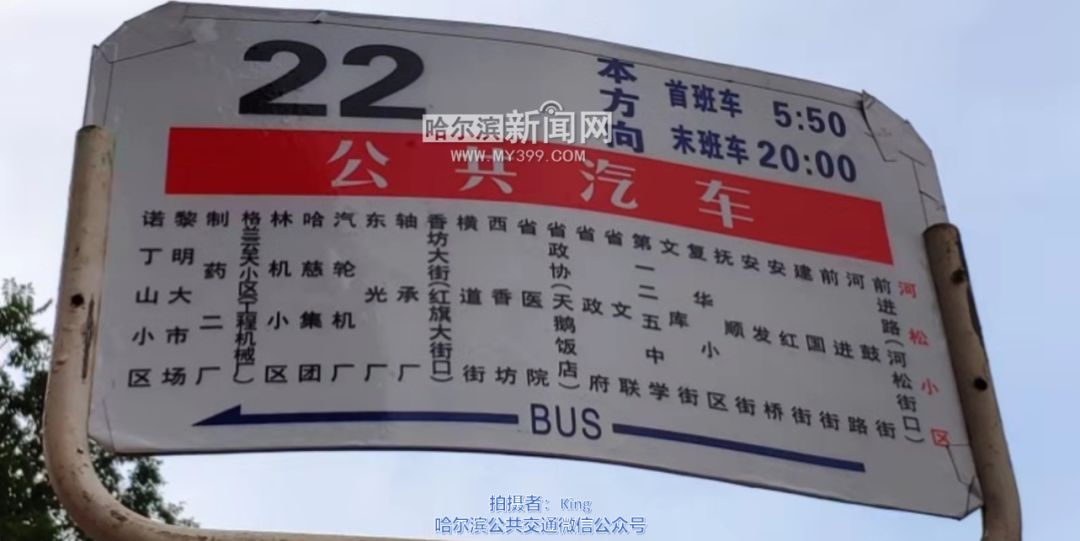 22
本方向
首班车 5:50
末班车 20:00
公共汽车
诺丁山小区
黎明大市场
制药二厂
格兰云天小区(工程机械厂)
林机小区
哈慈集团
汽轮机厂
东光厂
轴承厂
香坊大街(红旗大街口)
横道街
西香坊
省医院
省政协(天鹅饭店)
省政府
省文联
第一二五中学
文库街
复华小区
抚顺街
安发桥
安红街
建国街
前进路
河鼓街
前进路(河松街口)
河松小区
BUS
哈尔滨新闻网
WWW.MY399.COM
拍摄者：King
哈尔滨公共交通微信公众号